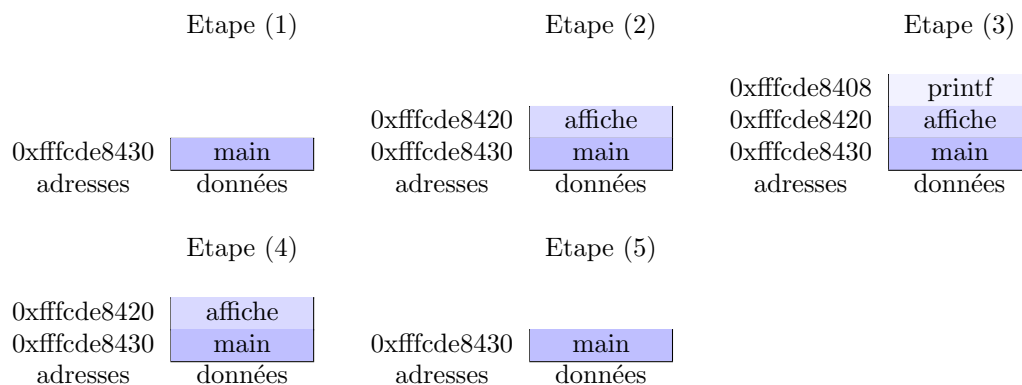 Etape (1) Etape (2) Etape (3)
0xfffcde8408 printf
0xfffcde8420 affiche 0xfffcde8420 affiche
0xfffcde8430 main 0xfffcde8430 main 0xfffcde8430 main
adresses données adresses données adresses données
Etape (4) Etape (5)
0xfffcde8420 affiche
0xfffcde8430 main 0xfffcde8430 main
adresses données adresses données